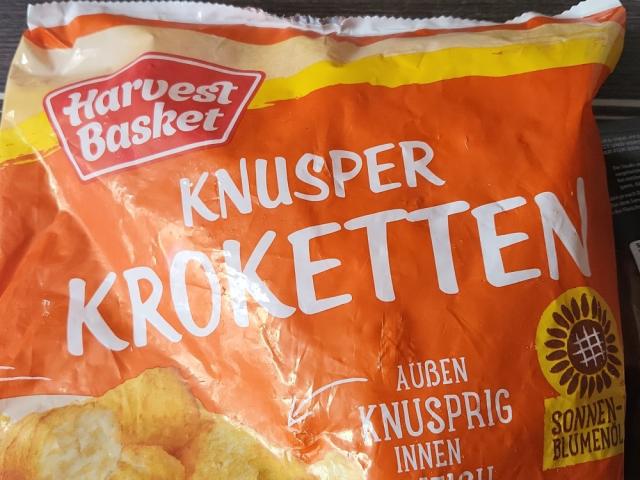 Harvest
Basket
KNUSPER
KROKETTEN
AUßEN
KNUSPRIG
INNEN
SONNEN-
BLUMENÖL